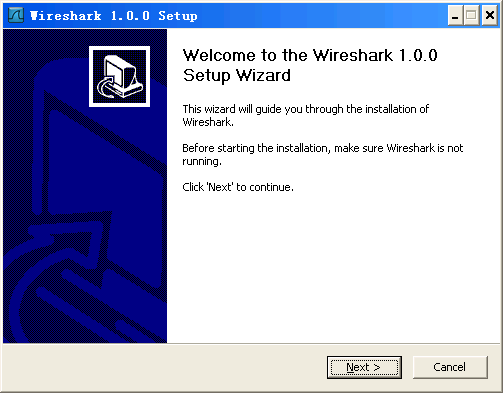 Wireshark 1.0.0 Setup
Welcome to the Wireshark 1.0.0
Setup Wizard
This wizard will guide you through the installation of
Wireshark.
Before starting the installation, make sure Wireshark is not
running.
Click 'Next' to continue.
Next >
Cancel